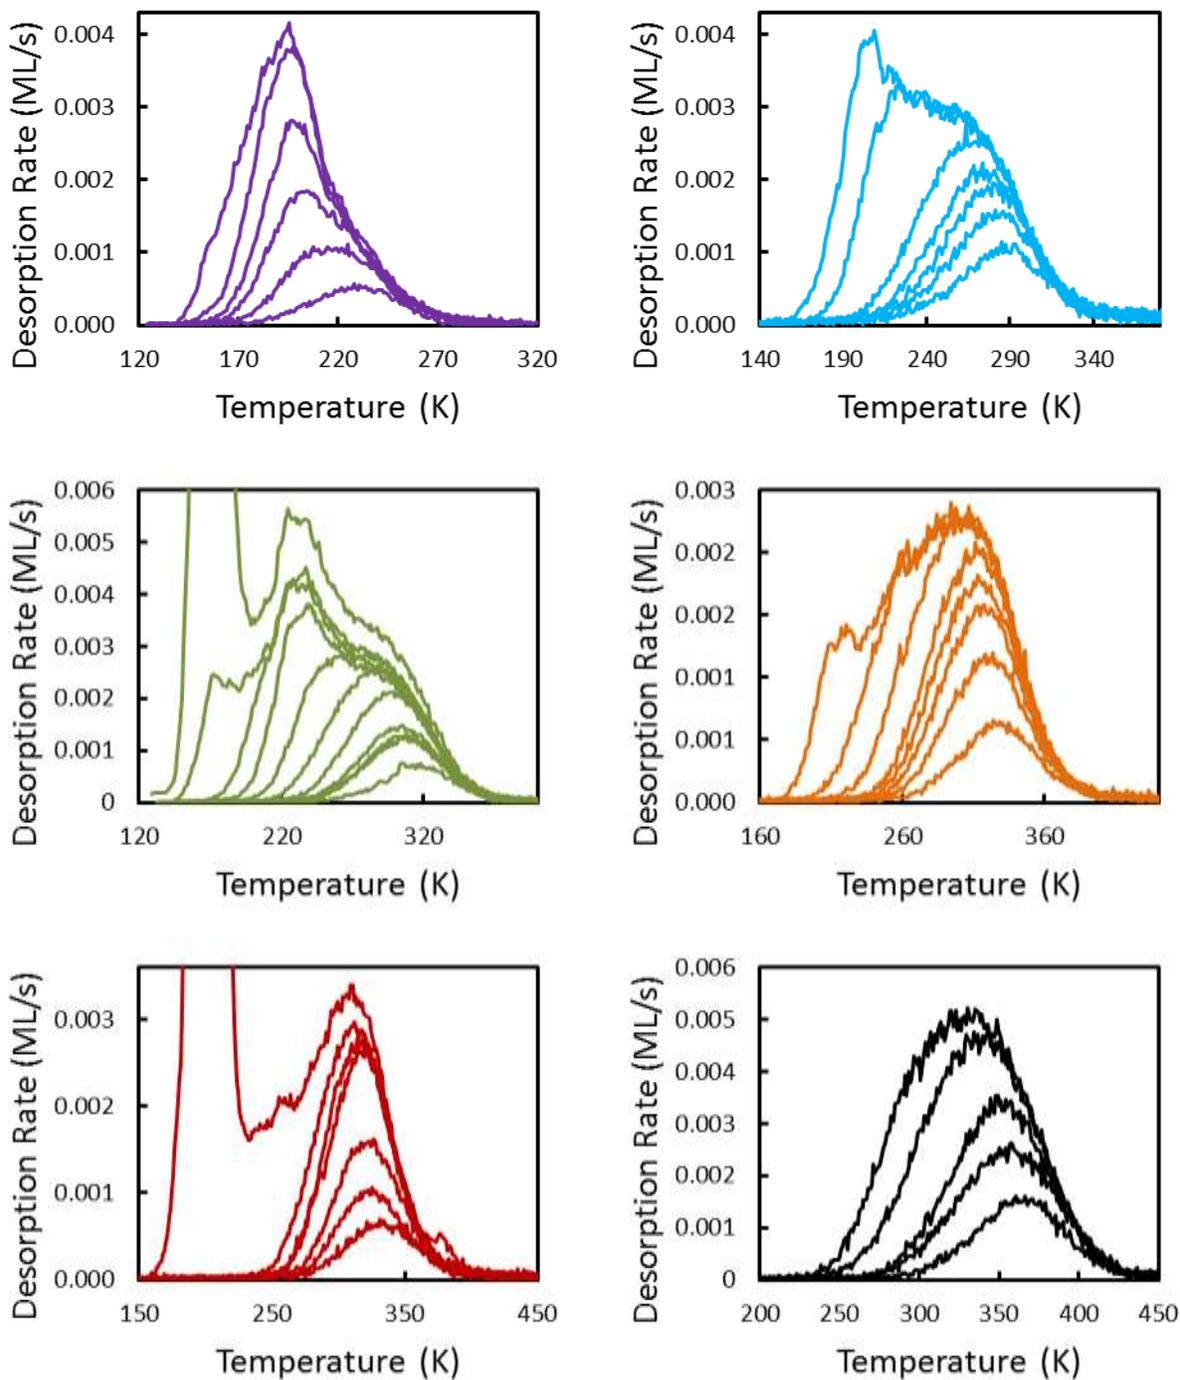 Desorption Rate (ML/s)
0.004
0.003
0.002
0.001
0.000
120 170 220 270 320
Temperature (K)
Desorption Rate (ML/s)
0.004
0.003
0.002
0.001
0.000
140 190 240 290 340
Temperature (K)
Desorption Rate (ML/s)
0.006
0.005
0.004
0.003
0.002
0.001
0
120 220 320
Temperature (K)
Desorption Rate (ML/s)
0.003
0.002
0.002
0.001
0.001
0.000
160 260 360
Temperature (K)
Desorption Rate (ML/s)
0.003
0.002
0.001
0.000
150 250 350 450
Temperature (K)
Desorption Rate (ML/s)
0.006
0.005
0.004
0.003
0.002
0.001
0
200 250 300 350 400 450
Temperature (K)